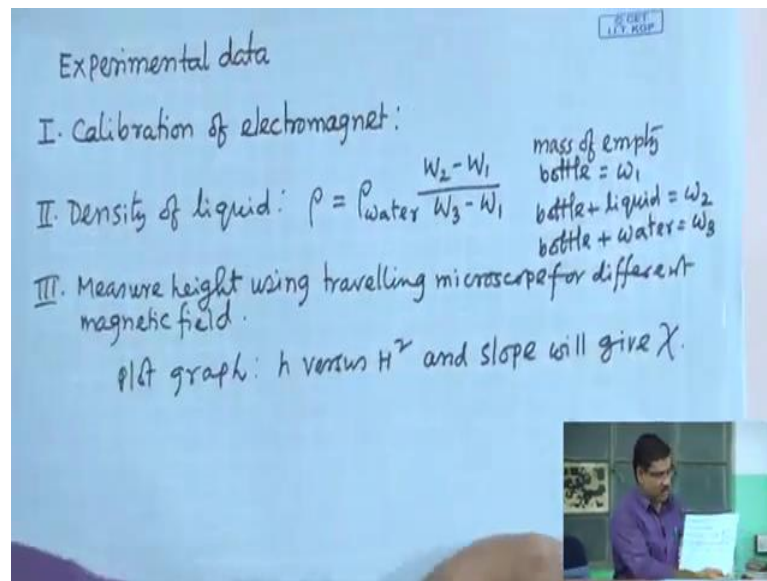 © CET
I.I.T. KGP
Experimental data
I. Calibration of electromagnet:
II. Density of liquid: ρ = ρwater (W2 - W1) / (W3 - W1)
mass of empty
bottle = ω1
bottle + liquid = ω2
bottle + water = ω3
III. Measure height using travelling microscope for different
magnetic field.
Plot graph: h versus H² and slope will give χ.